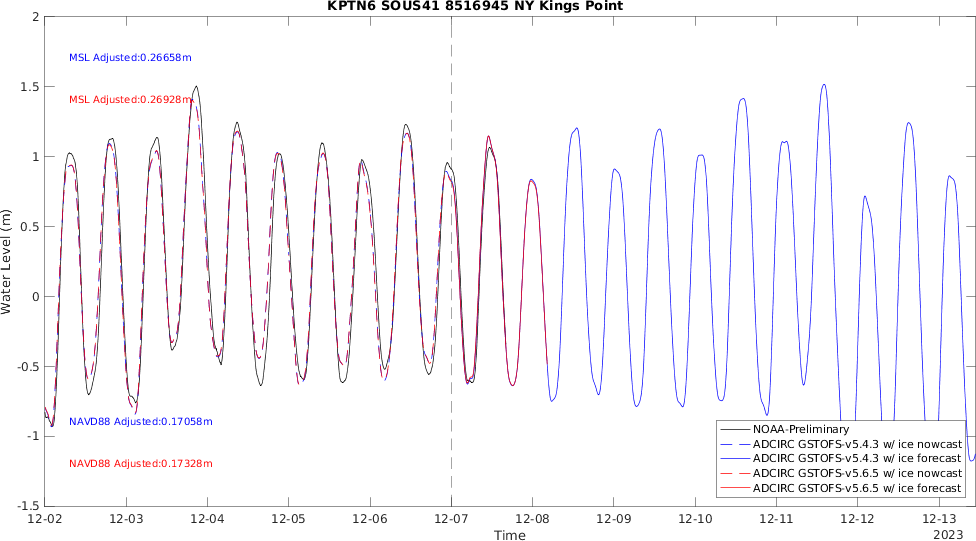 KPTN6 SOUS41 8516945 NY Kings Point
2
1.5
1
0.5
0
-0.5
-1
-1.5
Water Level (m)
MSL Adjusted:0.26658m
MSL Adjusted:0.26928m
NAVD88 Adjusted:0.17058m
NAVD88 Adjusted:0.17328m
NOAA-Preliminary
ADCIRC GSTOFS-v5.4.3 w/ ice nowcast
ADCIRC GSTOFS-v5.4.3 w/ ice forecast
ADCIRC GSTOFS-v5.6.5 w/ ice nowcast
ADCIRC GSTOFS-v5.6.5 w/ ice forecast
12-02 12-03 12-04 12-05 12-06 12-07 12-08 12-09 12-10 12-11 12-12 12-13
Time
2023